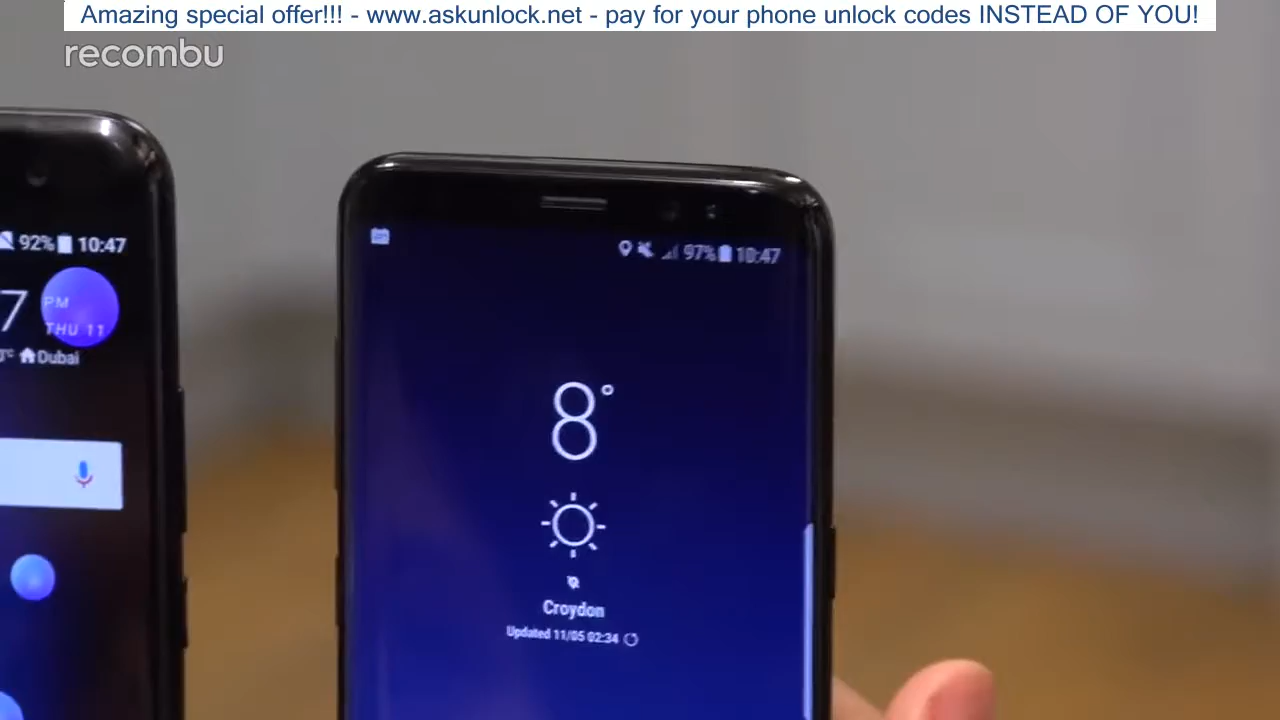 Amazing special offer!!! - www.askunlock.net - pay for your phone unlock codes INSTEAD OF YOU!
recombu
92% 10:47
97% 10:47
7 PM
THU 11
Dubai
8°
Croydon
Updated 11/05 02:34